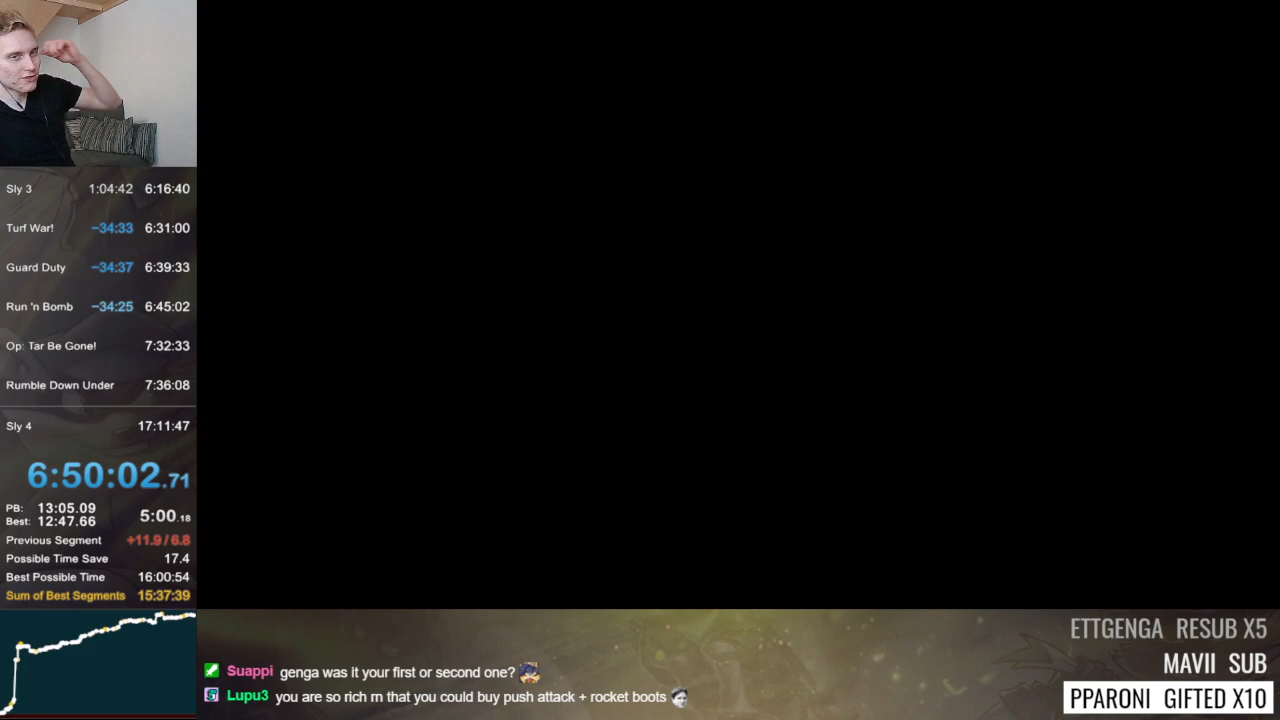 Sly 3 1:04:42 6:16:40
Turf War! −34:33 6:31:00
Guard Duty −34:37 6:39:33
Run 'n Bomb −34:25 6:45:02
Op: Tar Be Gone! 7:32:33
Rumble Down Under 7:36:08
Sly 4 17:11:47
6:50:02.71
PB: 13:05.09
Best: 12:47.66 5:00.18
Previous Segment +11.9 / 6.8
Possible Time Save 17.4
Best Possible Time 16:00:54
Sum of Best Segments 15:37:39
Suappi genga was it your first or second one?
Lupu3 you are so rich rn that you could buy push attack + rocket boots
ETTGENGA RESUB X5
MAVII SUB
PPARONI GIFTED X10